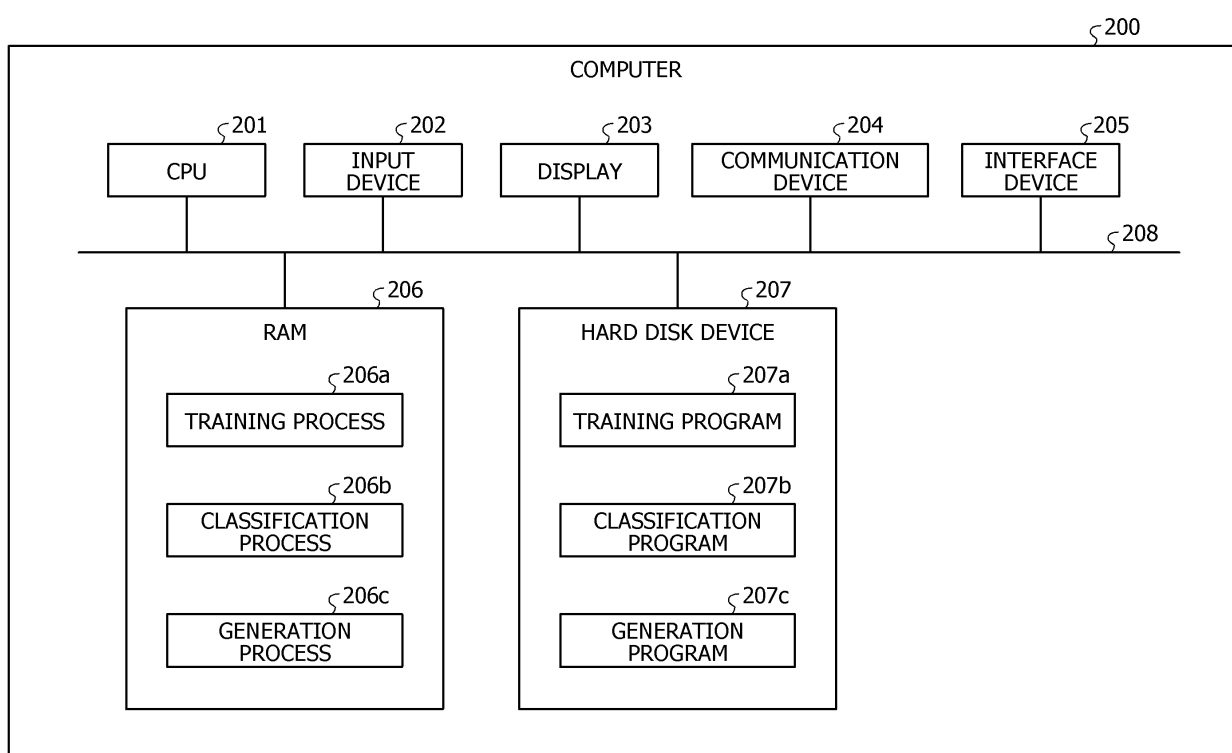 200
COMPUTER
201
CPU
202
INPUT
DEVICE
203
DISPLAY
204
COMMUNICATION
DEVICE
205
INTERFACE
DEVICE
208
206
RAM
206a
TRAINING PROCESS
206b
CLASSIFICATION
PROCESS
206c
GENERATION
PROCESS
207
HARD DISK DEVICE
207a
TRAINING PROGRAM
207b
CLASSIFICATION
PROGRAM
207c
GENERATION
PROGRAM